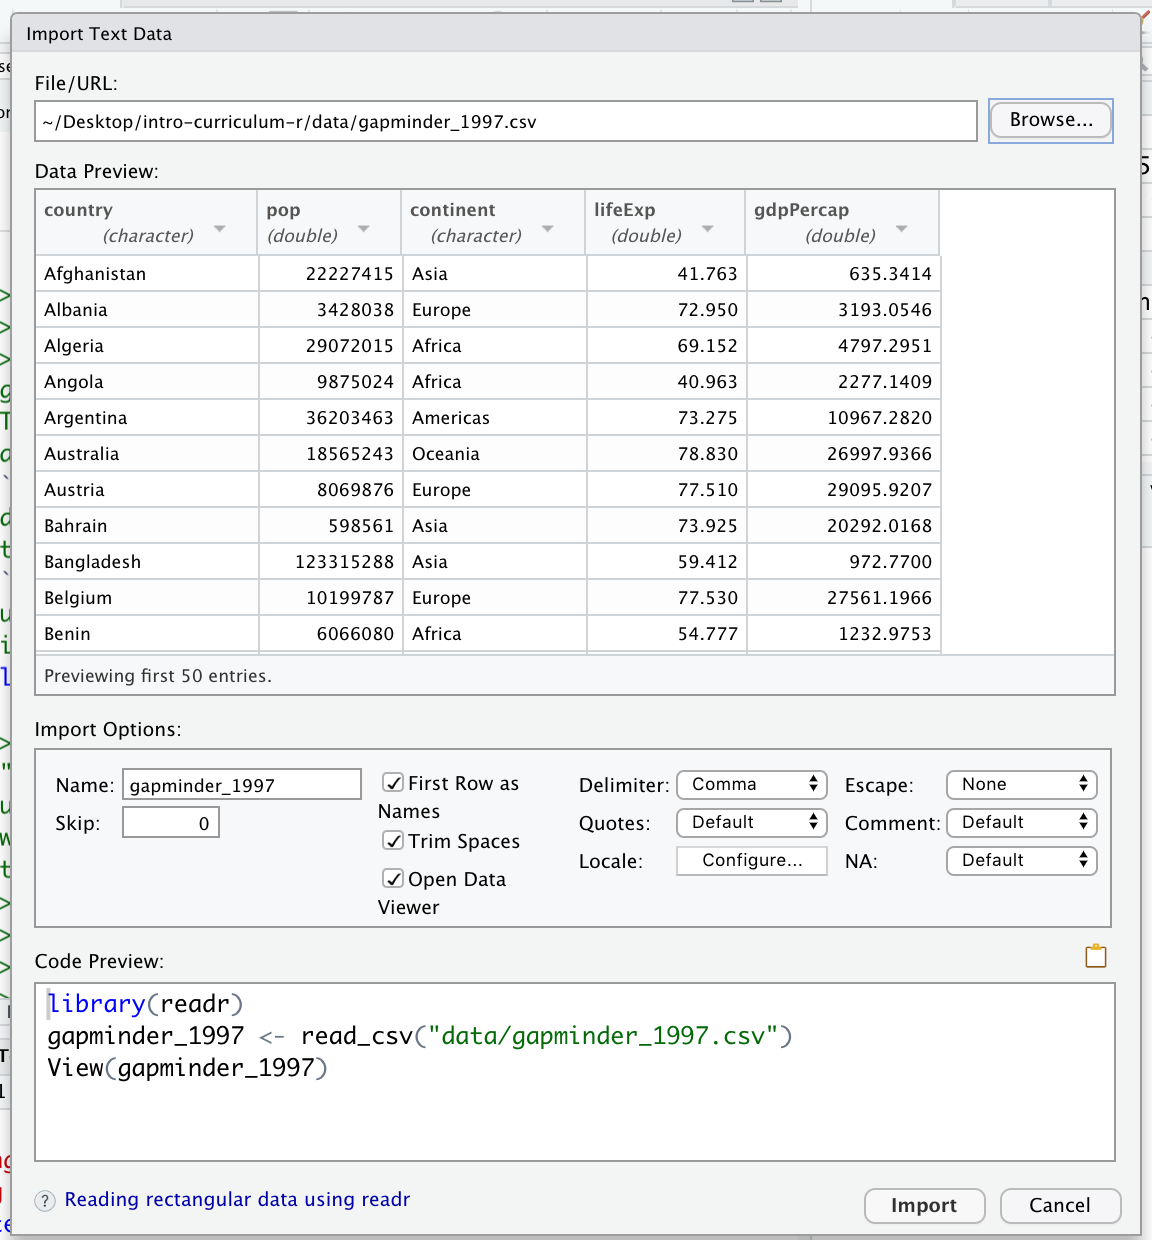 Import Text Data
File/URL:
~/Desktop/intro-curriculum-r/data/gapminder_1997.csv Browse...
Data Preview:
country pop continent lifeExp gdpPercap
(character) (double) (character) (double) (double)
Afghanistan 22227415 Asia 41.763 635.3414
Albania 3428038 Europe 72.950 3193.0546
Algeria 29072015 Africa 69.152 4797.2951
Angola 9875024 Africa 40.963 2277.1409
Argentina 36203463 Americas 73.275 10967.2820
Australia 18565243 Oceania 78.830 26997.9366
Austria 8069876 Europe 77.510 29095.9207
Bahrain 598561 Asia 73.925 20292.0168
Bangladesh 123315288 Asia 59.412 972.7700
Belgium 10199787 Europe 77.530 27561.1966
Benin 6066080 Africa 54.777 1232.9753
Previewing first 50 entries.
Import Options:
Name: gapminder_1997 First Row as Names Delimiter: Comma Escape: None
Skip: 0 Trim Spaces Quotes: Default Comment: Default
Open Data Viewer Locale: Configure... NA: Default
Code Preview:
library(readr)
gapminder_1997 <- read_csv("data/gapminder_1997.csv")
View(gapminder_1997)
? Reading rectangular data using readr Import Cancel